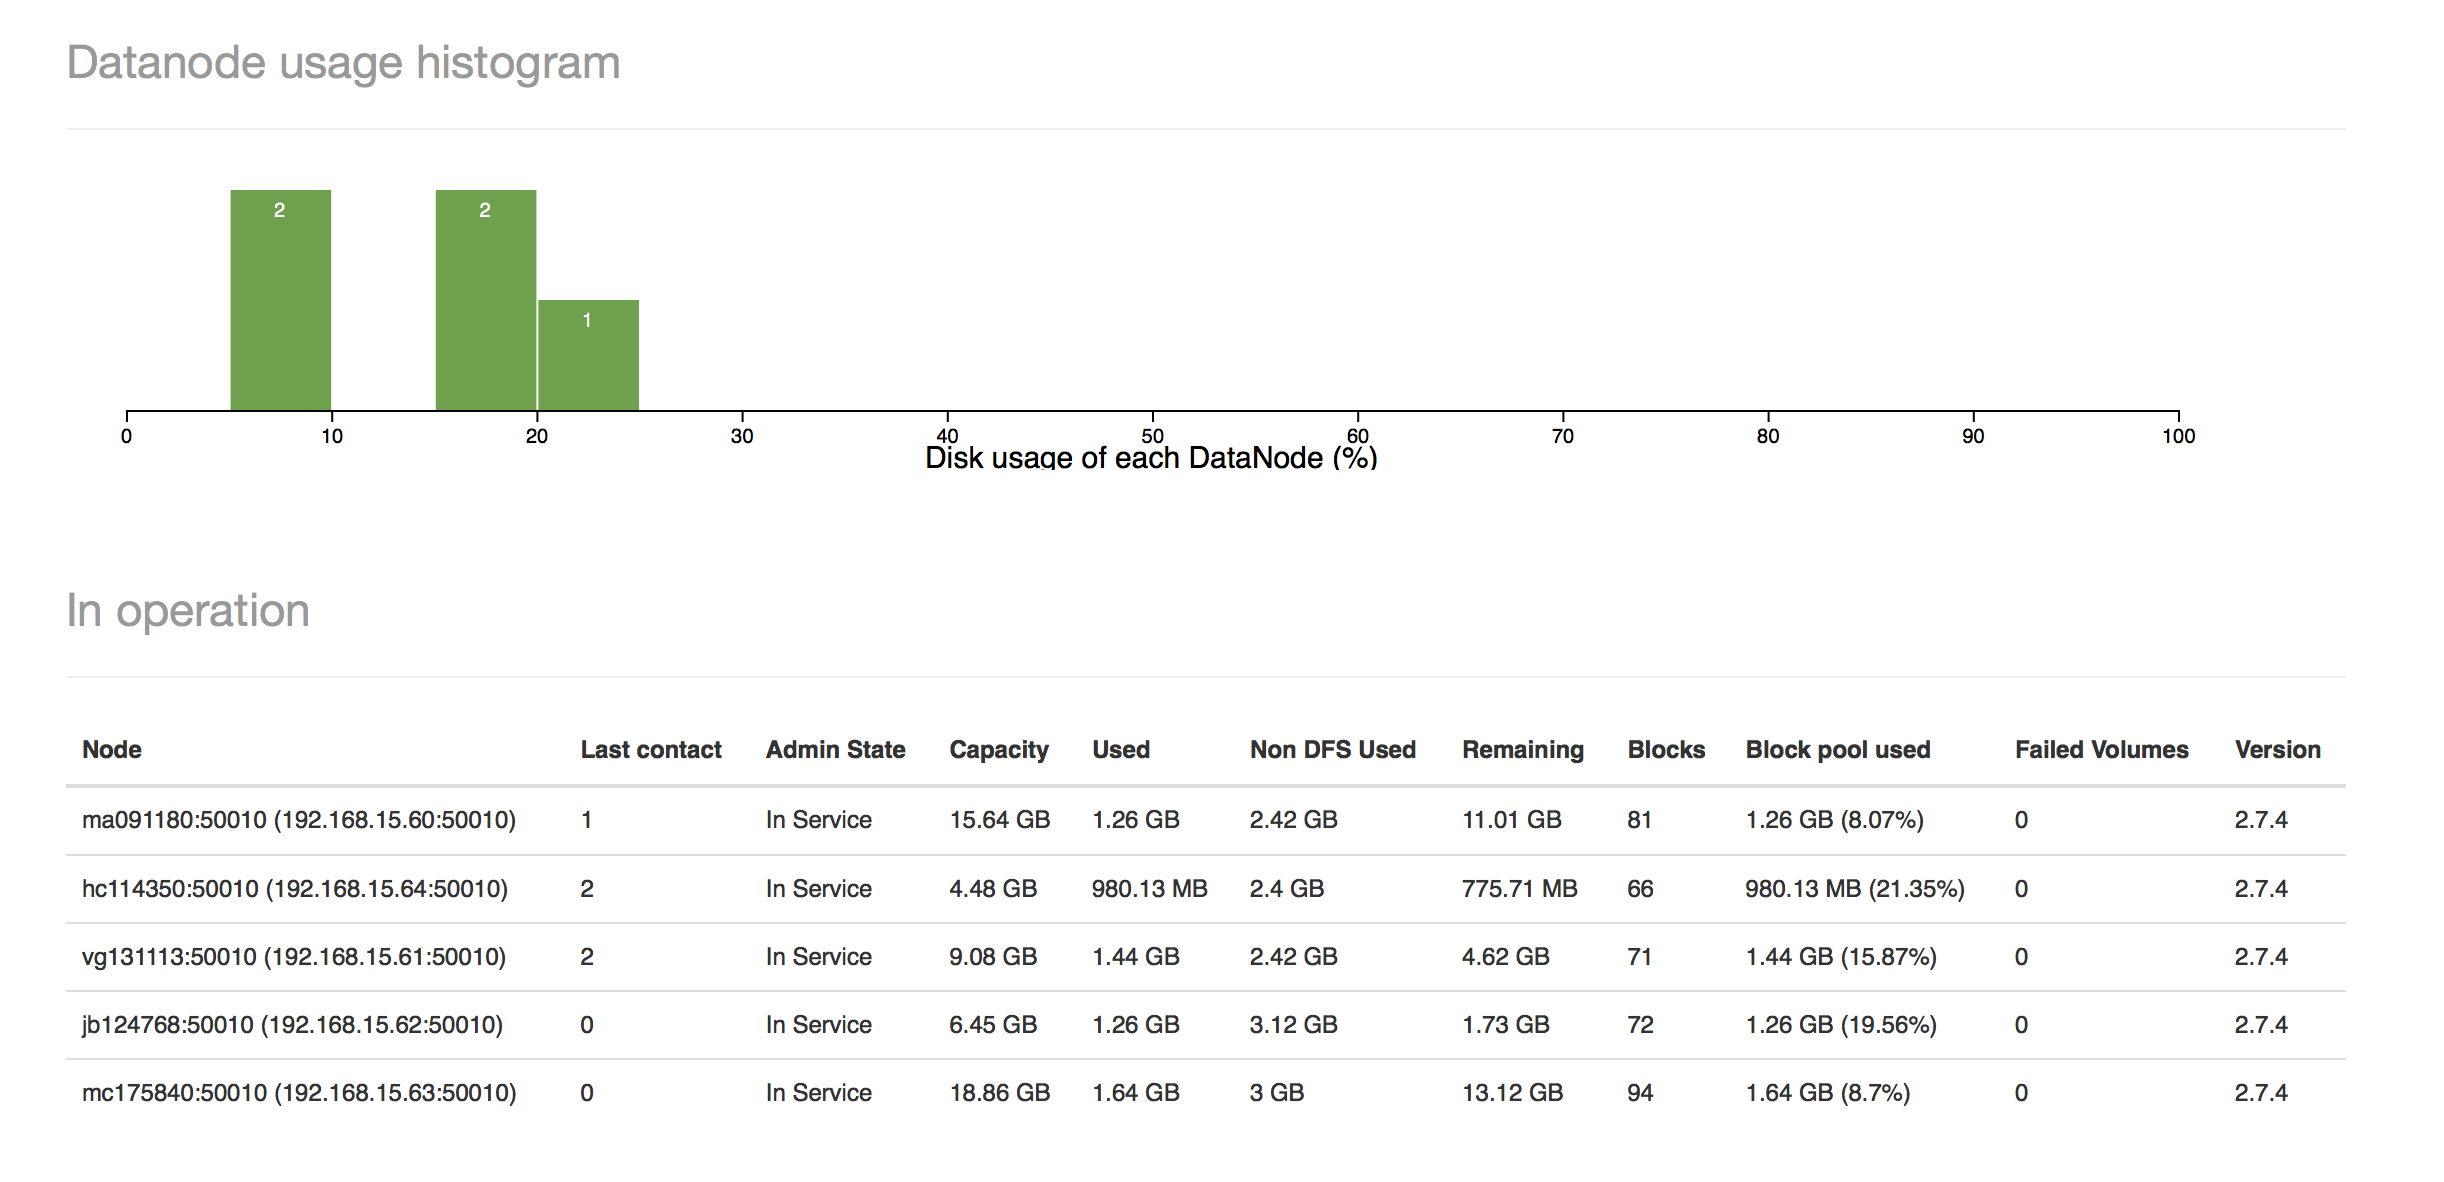 Datanode usage histogram
2 2
1
0 10 20 30 40 50 60 70 80 90 100
Disk usage of each DataNode (%)
In operation
Node Last contact Admin State Capacity Used Non DFS Used Remaining Blocks Block pool used Failed Volumes Version
ma091180:50010 (192.168.15.60:50010) 1 In Service 15.64 GB 1.26 GB 2.42 GB 11.01 GB 81 1.26 GB (8.07%) 0 2.7.4
hc114350:50010 (192.168.15.64:50010) 2 In Service 4.48 GB 980.13 MB 2.4 GB 775.71 MB 66 980.13 MB (21.35%) 0 2.7.4
vg131113:50010 (192.168.15.61:50010) 2 In Service 9.08 GB 1.44 GB 2.42 GB 4.62 GB 71 1.44 GB (15.87%) 0 2.7.4
jb124768:50010 (192.168.15.62:50010) 0 In Service 6.45 GB 1.26 GB 3.12 GB 1.73 GB 72 1.26 GB (19.56%) 0 2.7.4
mc175840:50010 (192.168.15.63:50010) 0 In Service 18.86 GB 1.64 GB 3 GB 13.12 GB 94 1.64 GB (8.7%) 0 2.7.4